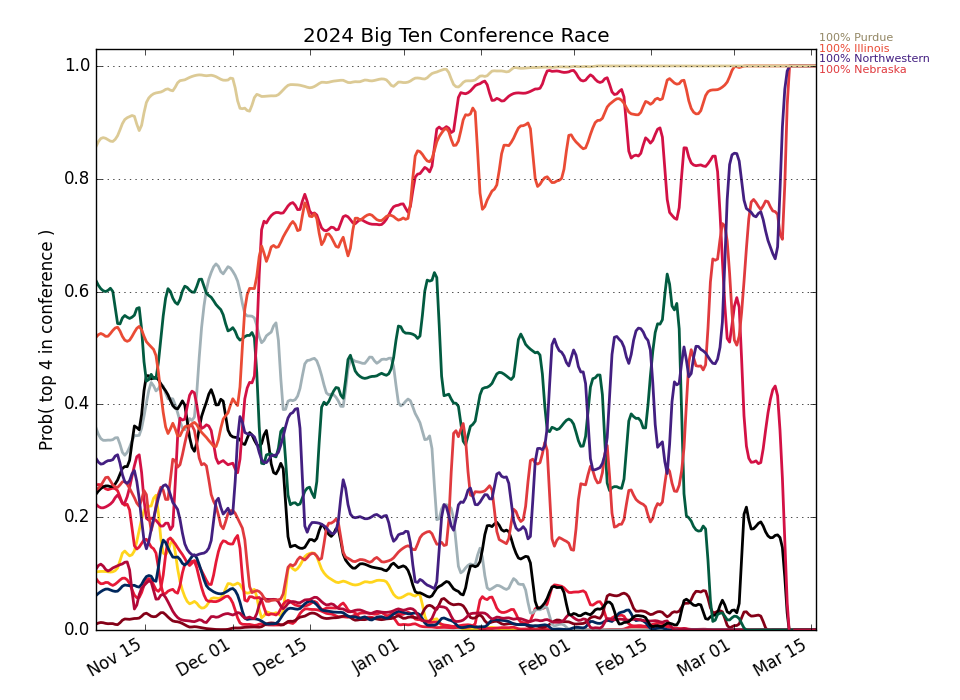 2024 Big Ten Conference Race
100% Purdue
100% Illinois
100% Northwestern
100% Nebraska
Prob( top 4 in conference )
1.0
0.8
0.6
0.4
0.2
0.0
Nov 15
Dec 01
Dec 15
Jan 01
Jan 15
Feb 01
Feb 15
Mar 01
Mar 15